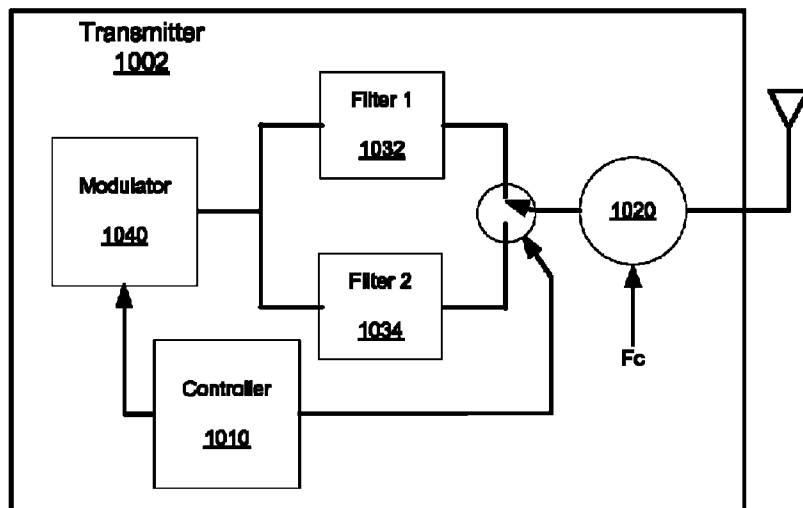 Transmitter
1002
Filter 1
1032
Modulator
1040
1020
Filter 2
1034
Fc
Controller
1010